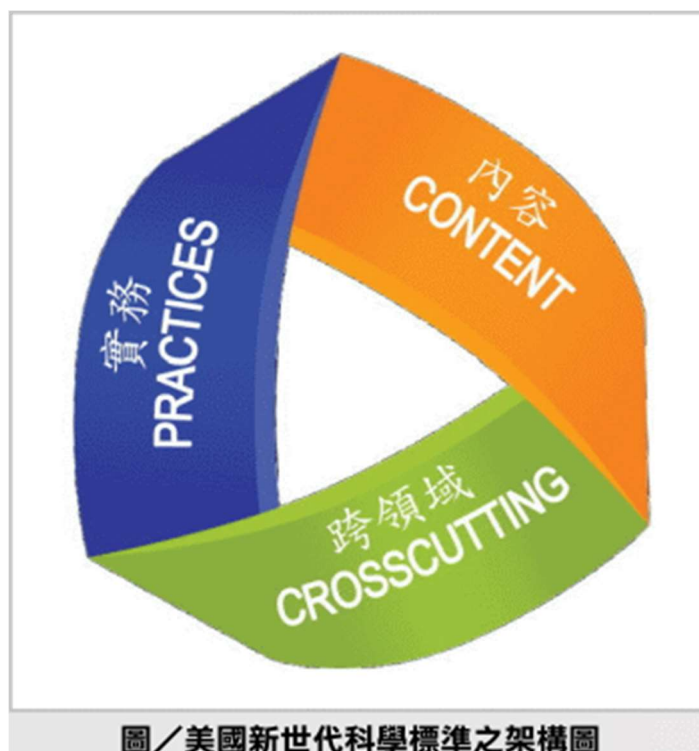 內容
CONTENT
實務
PRACTICES
跨領域
CROSSCUTTING
圖／美國新世代科學標準之架構圖